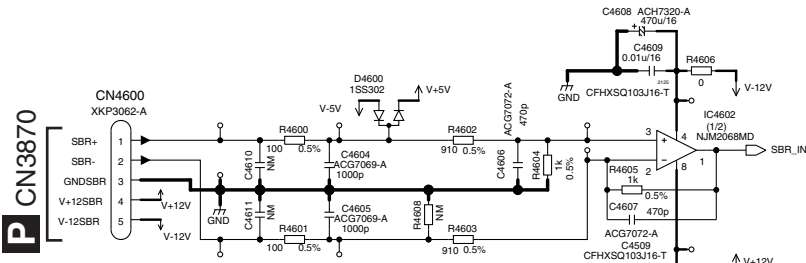 C4608 ACH7320-A
470u/16
+
C4609
0.01u/16
R4606
0
2125
CFHXSQ103J16-T
GND
V-12V
D4600
1SS302
V-5V
V+5V
CN4600
XKP3062-A
P CN3870
SBR+ 1
SBR- 2
GNDSBR 3
V+12SBR 4
V-12SBR 5
V+12V
V-12V
GND
R4600
100 0.5%
C4610
NM
C4604
ACG7069-A
1000p
R4602
910 0.5%
ACG7072-A
470p
C4606
R4604
1k
0.5%
IC4602
(1/2)
NJM2068MD
3
+
4
2
-
8
1
SBR_IN
R4605
1k
0.5%
C4607
470p
ACG7072-A
C4611
NM
C4605
ACG7069-A
1000p
R4608
NM
R4601
100 0.5%
R4603
910 0.5%
C4509
CFHXSQ103J16-T
V+12V